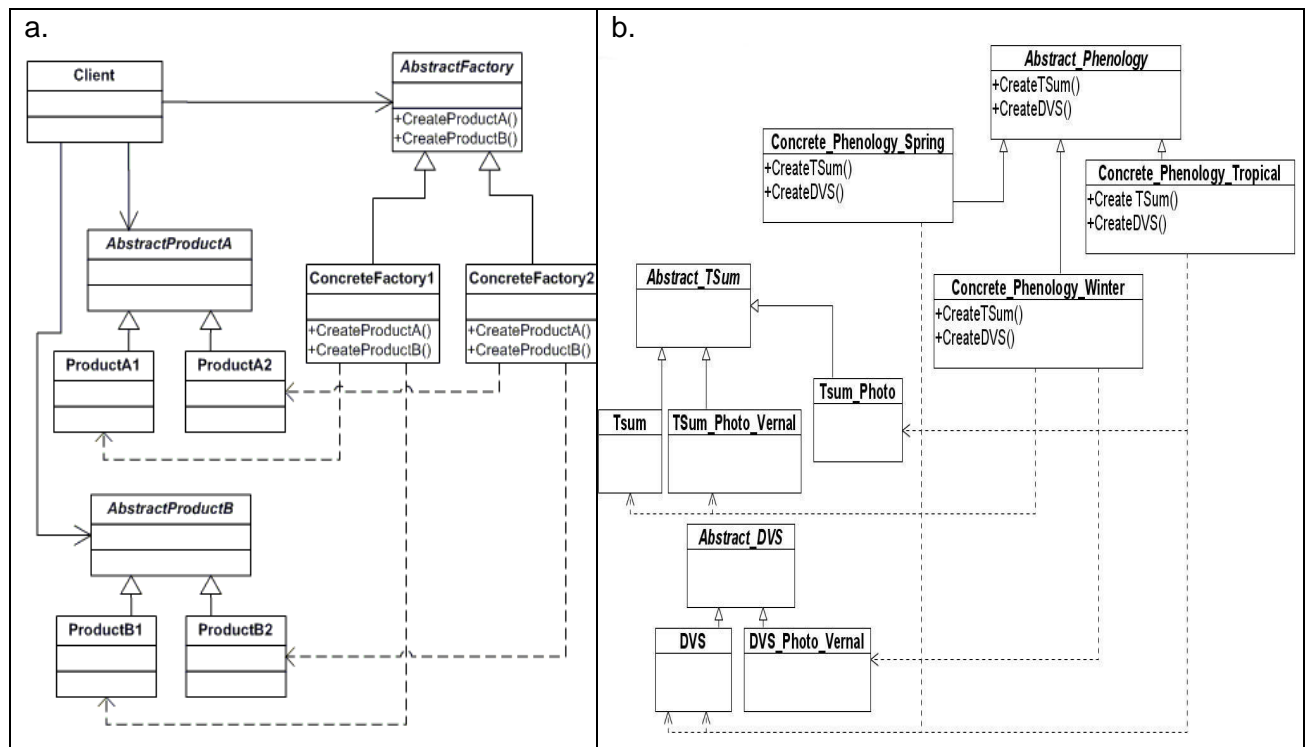 a.
Client
AbstractFactory
+CreateProductA()
+CreateProductB()
AbstractProductA
ConcreteFactory1
+CreateProductA()
+CreateProductB()
ConcreteFactory2
+CreateProductA()
+CreateProductB()
ProductA1
ProductA2
AbstractProductB
ProductB1
ProductB2
b.
Abstract_Phenology
+CreateTSum()
+CreateDVS()
Concrete_Phenology_Spring
+CreateTSum()
+CreateDVS()
Concrete_Phenology_Tropical
+Create TSum()
+CreateDVS()
Abstract_TSum
Concrete_Phenology_Winter
+CreateTSum()
+CreateDVS()
Tsum_Photo
Tsum
TSum_Photo_Vernal
Abstract_DVS
DVS
DVS_Photo_Vernal